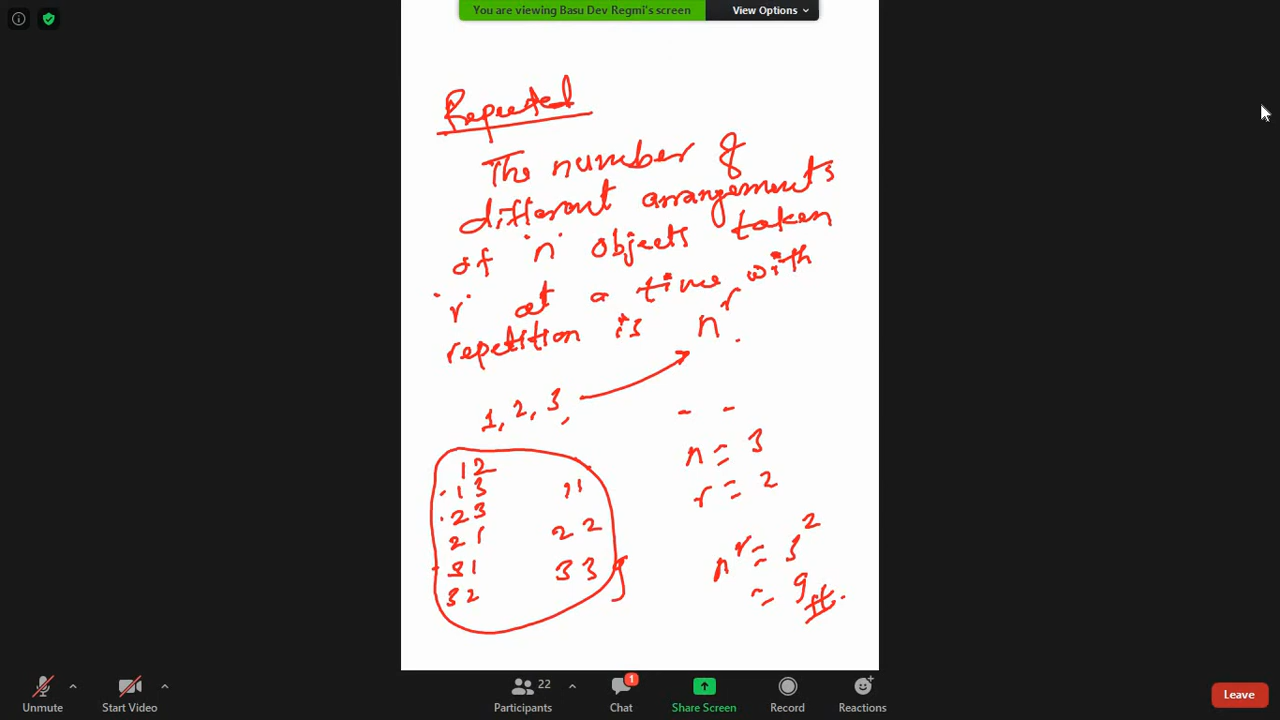 You are viewing Basu Dev Regmi's screen
View Options
Repeated
The number of
different arrangements
of 'n' objects taken
'r' at a time with
repetition is n^r.
1, 2, 3,
- -
n = 3
r = 2
12
13
23
21
31
32
11
22
33
n^r = 3^2
= 9
Unmute
Start Video
22
Participants
1
Chat
Share Screen
Record
Reactions
Leave